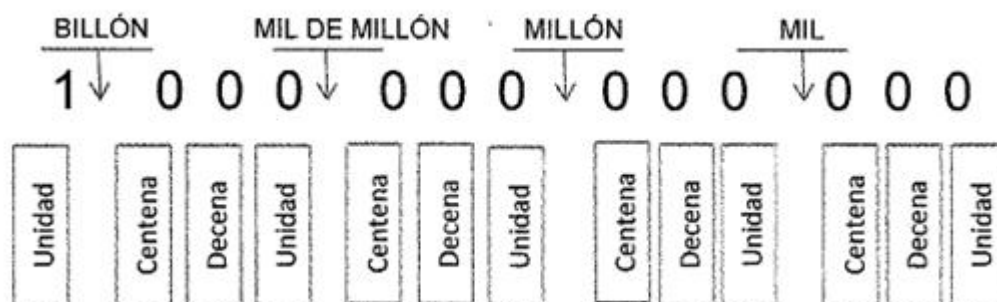 BILLÓN MIL DE MILLÓN MILLÓN MIL
1 0 0 0 0 0 0 0 0 0 0 0 0
Unidad Centena Decena Unidad Centena Decena Unidad Centena Decena Unidad Centena Decena Unidad